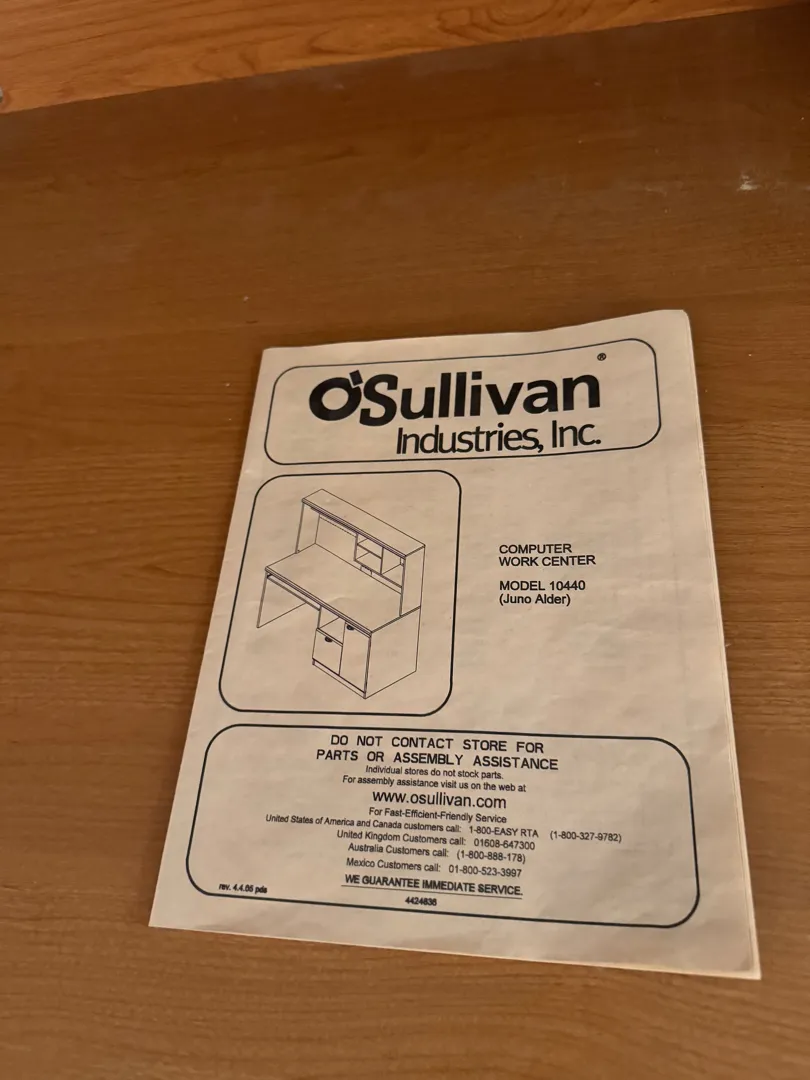 O'Sullivan®
Industries, Inc.
COMPUTER
WORK CENTER
MODEL 10440
(Juno Alder)
DO NOT CONTACT STORE FOR
PARTS OR ASSEMBLY ASSISTANCE
Individual stores do not stock parts.
For assembly assistance visit us on the web at
www.osullivan.com
For Fast-Efficient-Friendly Service
United States of America and Canada customers call: 1-800-EASY RTA (1-800-327-9782)
United Kingdom Customers call: 01608-647300
Australia Customers call: (1-800-888-178)
Mexico Customers call: 01-800-523-3997
WE GUARANTEE IMMEDIATE SERVICE.
rev. 4.4.05 pds
4424836